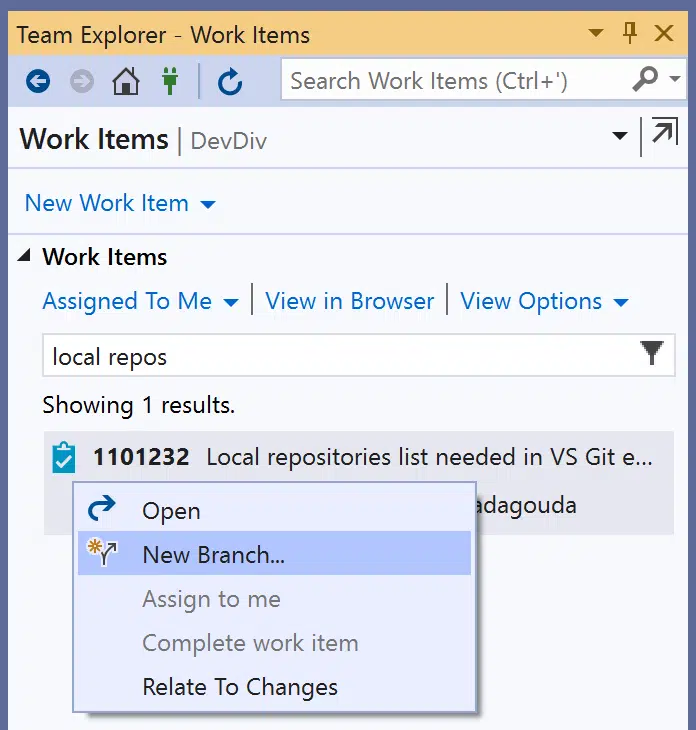 Team Explorer - Work Items
Search Work Items (Ctrl+')
Work Items | DevDiv
New Work Item
Work Items
Assigned To Me | View in Browser | View Options
local repos
Showing 1 results.
1101232 Local repositories list needed in VS Git e...
adagouda
Open
New Branch...
Assign to me
Complete work item
Relate To Changes